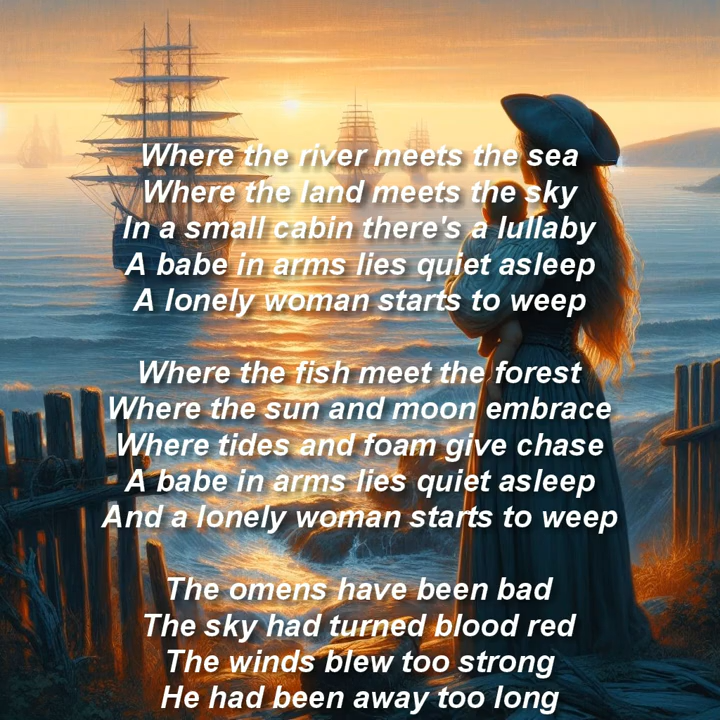 Where the river meets the sea
Where the land meets the sky
In a small cabin there's a lullaby
A babe in arms lies quiet asleep
A lonely woman starts to weep
Where the fish meet the forest
Where the sun and moon embrace
Where tides and foam give chase
A babe in arms lies quiet asleep
And a lonely woman starts to weep
The omens have been bad
The sky had turned blood red
The winds blew too strong
He had been away too long